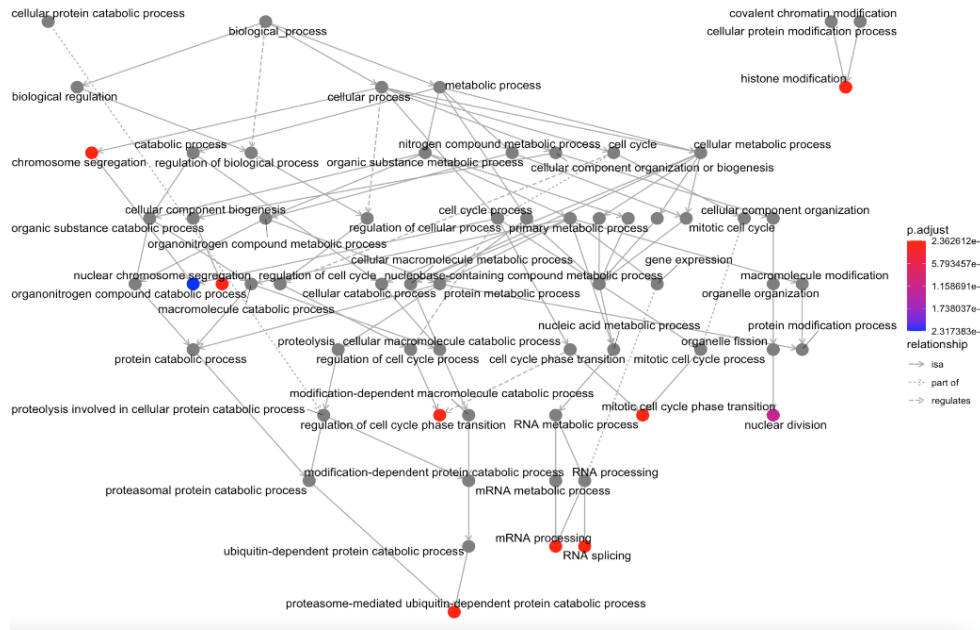 cellular protein catabolic process
covalent chromatin modification
biological_process
cellular protein modification process
histone modification
metabolic process
biological regulation
cellular process
catabolic process
nitrogen compound metabolic process
cell cycle
cellular metabolic process
chromosome segregation
regulation of biological process
organic substance metabolic process
cellular component organization or biogenesis
cellular component biogenesis
cell cycle process
cellular component organization
organic substance catabolic process
regulation of cellular process
primary metabolic process
mitotic cell cycle
organonitrogen compound metabolic process
p.adjust
2.362612e-
5.793457e-
1.158691e-
1.738037e-
2.317383e-
cellular macromolecule metabolic process
gene expression
nuclear chromosome segregation
regulation of cell cycle
nucleobase-containing compound metabolic process
macromolecule modification
organonitrogen compound catabolic process
cellular catabolic process
protein metabolic process
organelle organization
macromolecule catabolic process
nucleic acid metabolic process
protein modification process
proteolysis
cellular macromolecule catabolic process
organelle fission
relationship
isa
part of
regulates
protein catabolic process
regulation of cell cycle process
cell cycle phase transition
mitotic cell cycle process
modification-dependent macromolecule catabolic process
proteolysis involved in cellular protein catabolic process
mitotic cell cycle phase transition
regulation of cell cycle phase transition
RNA metabolic process
nuclear division
modification-dependent protein catabolic process
RNA processing
proteasomal protein catabolic process
mRNA metabolic process
mRNA processing
ubiquitin-dependent protein catabolic process
RNA splicing
proteasome-mediated ubiquitin-dependent protein catabolic process